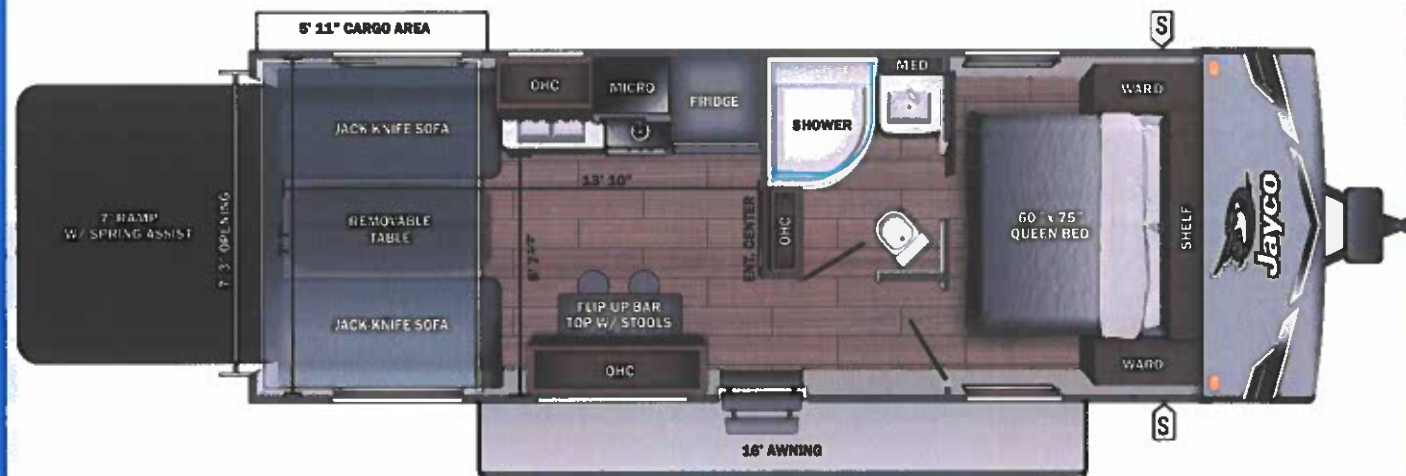 5' 11" CARGO AREA
S
OHC
MICRO
FRIDGE
MED
WARD
JACK-KNIFE SOFA
SHOWER
7' RAMP
W/ SPRING ASSIST
7' 3" OPENING
13' 10"
REMOVABLE
TABLE
ENT. CENTER
OHC
60" x 75"
QUEEN BED
SHELF
Jayco
JACK-KNIFE SOFA
FLIP UP BAR
TOP W/ STOOLS
OHC
WARD
16' AWNING
S